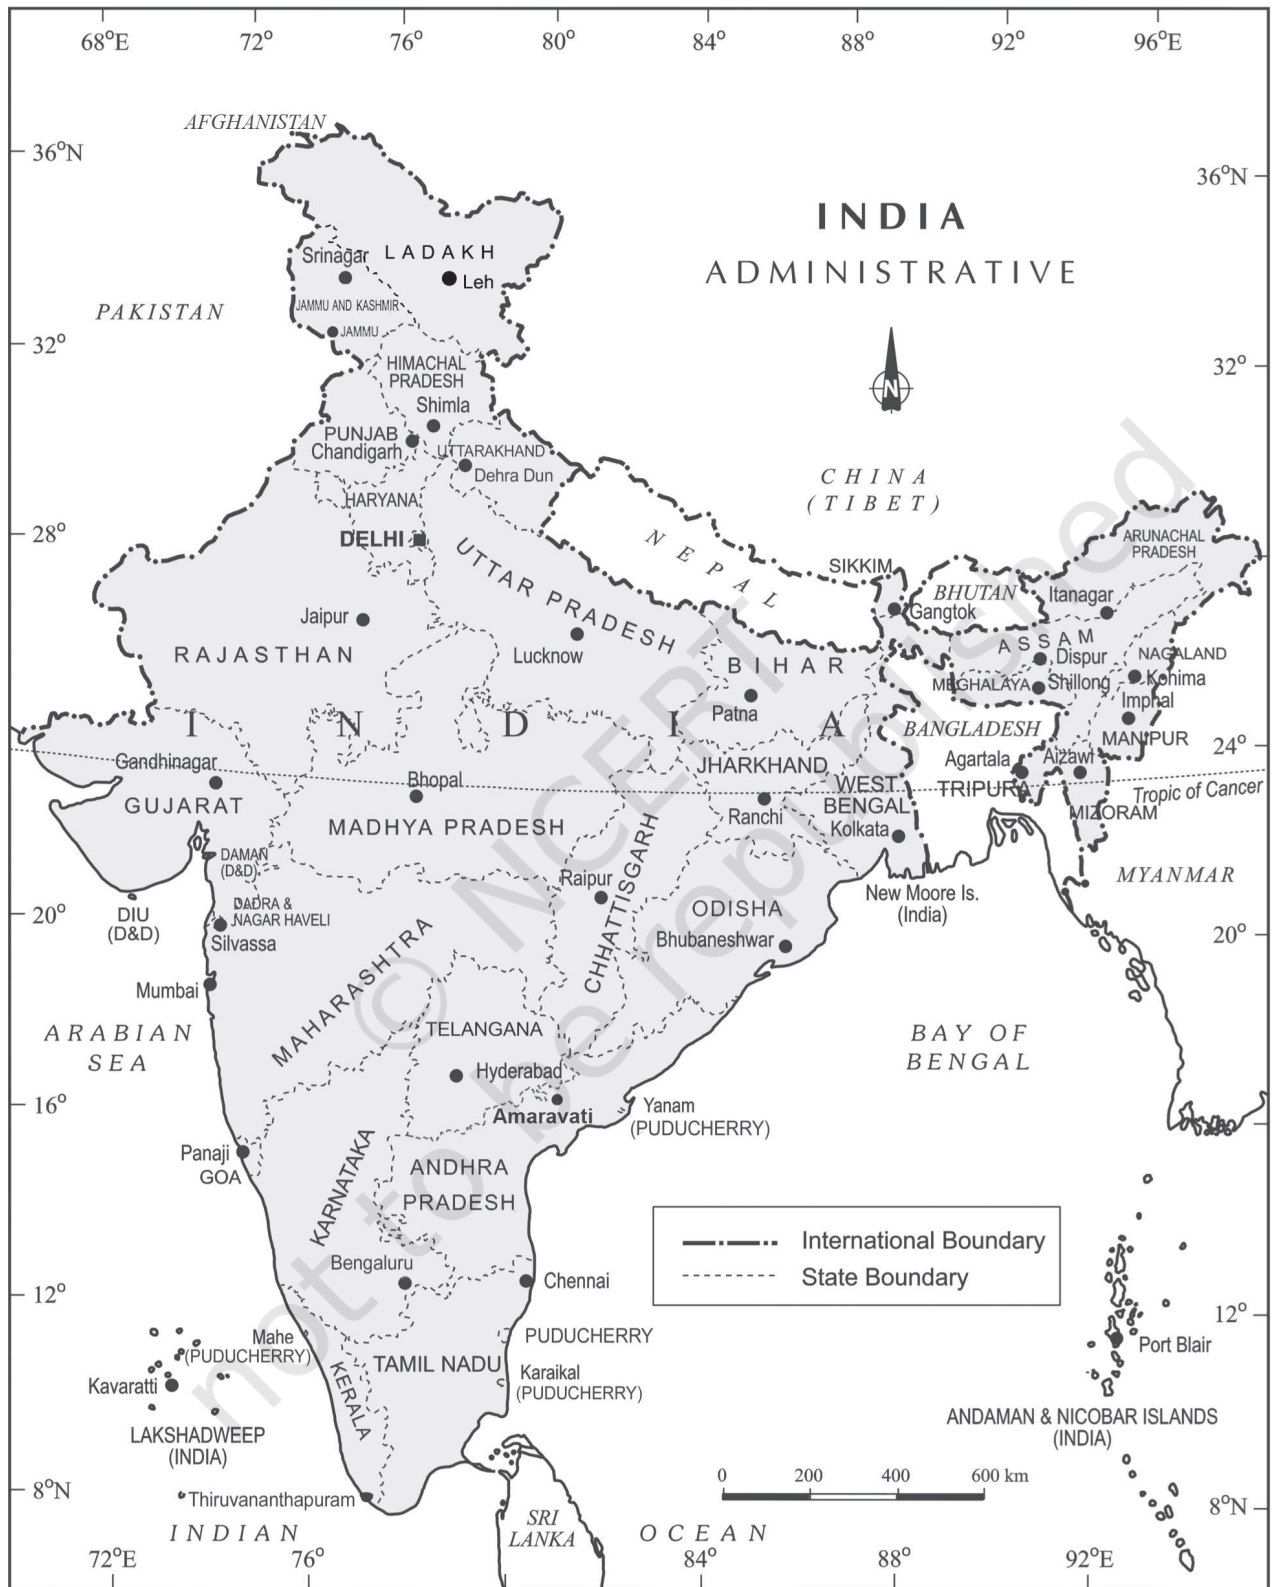 68°E 72° 76° 80° 84° 88° 92° 96°E
AFGHANISTAN
36°N
36°N
INDIA
ADMINISTRATIVE
Srinagar
LADAKH
Leh
JAMMU AND KASHMIR
PAKISTAN
JAMMU
32°
32°
HIMACHAL
PRADESH
N
Shimla
PUNJAB
Chandigarh
UTTARAKHAND
Dehra Dun
CHINA
(TIBET)
HARYANA
28°
DELHI
UTTAR PRADESH
NEPAL
SIKKIM
ARUNACHAL
PRADESH
BHUTAN
Itanagar
Gangtok
Jaipur
RAJASTHAN
Lucknow
BIHAR
ASSAM
Dispur
NAGALAND
MEGHALAYA
Shillong
Kohima
Patna
Imphal
INDIA
BANGLADESH
MANIPUR
24°
Gandhinagar
Bhopal
JHARKHAND
WEST
BENGAL
Agartala
Aizawl
TRIPURA
Tropic of Cancer
GUJARAT
MADHYA PRADESH
Ranchi
Kolkata
MIZORAM
DAMAN
(D&D)
CHHATTISGARH
Raipur
MYANMAR
New Moore Is.
(India)
20°
20°
DIU
(D&D)
DADRA &
NAGAR HAVELI
Silvassa
ODISHA
Bhubaneshwar
MAHARASHTRA
Mumbai
ARABIAN
SEA
TELANGANA
BAY OF
BENGAL
Hyderabad
16°
Amaravati
Yanam
(PUDUCHERRY)
Panaji
GOA
KARNATAKA
ANDHRA
PRADESH
International Boundary
State Boundary
Bengaluru
Chennai
12°
12°
Mahe
(PUDUCHERRY)
PUDUCHERRY
Port Blair
KERALA
TAMIL NADU
Karaikal
(PUDUCHERRY)
Kavaratti
LAKSHADWEEP
(INDIA)
ANDAMAN & NICOBAR ISLANDS
(INDIA)
0 200 400 600 km
8°N
8°N
Thiruvananthapuram
SRI
LANKA
INDIAN OCEAN
72°E 76° 84° 88° 92°E
© NCERT
not to be republished